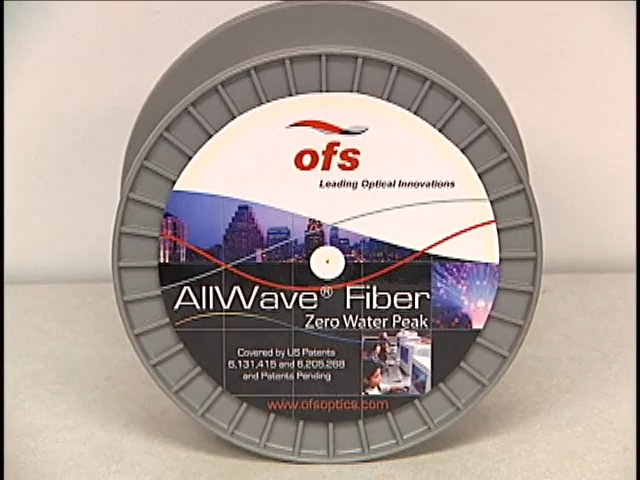 ofs
Leading Optical Innovations
AllWave® Fiber
Zero Water Peak
Covered by US Patents
6,131,415 and 6,205,268
and Patents Pending
www.ofsoptics.com